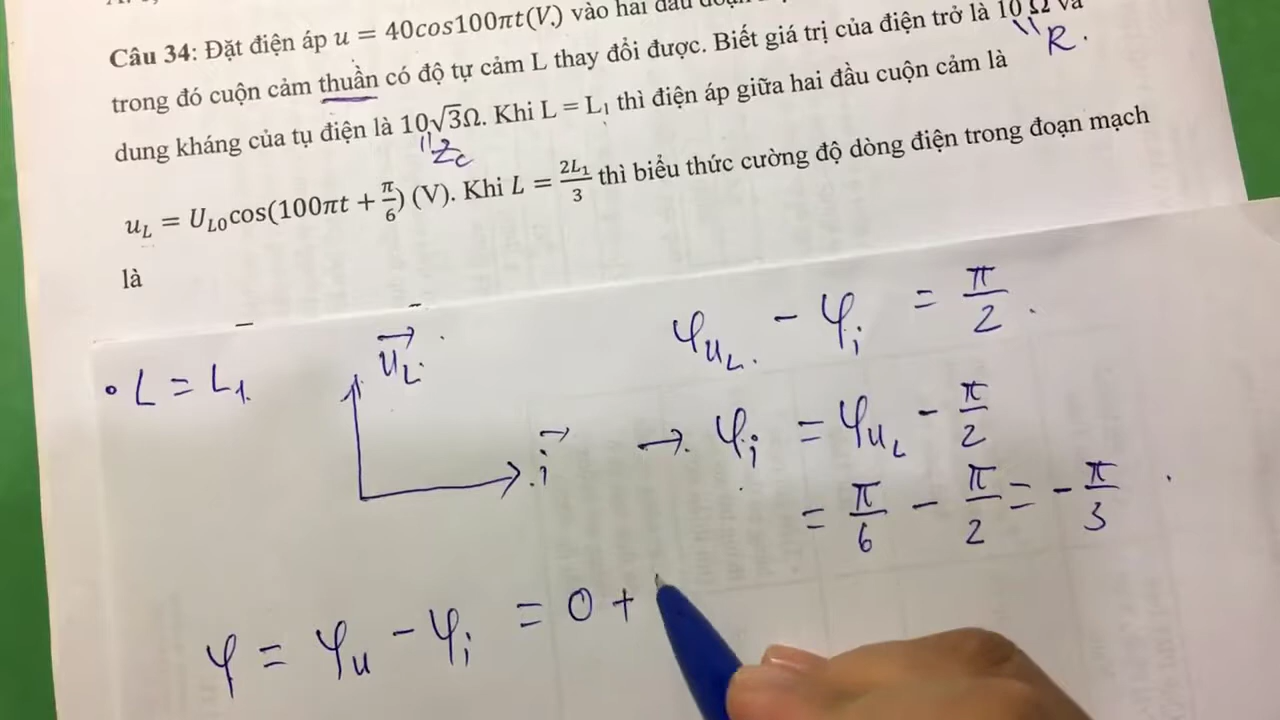 Câu 34: Đặt điện áp u = 40cos100πt(V) vào hai đầu
trong đó cuộn cảm thuần có độ tự cảm L thay đổi được. Biết giá trị của điện trở là 10 Ω và
"R.
dung kháng của tụ điện là 10√3Ω. Khi L = L₁ thì điện áp giữa hai đầu cuộn cảm là
"Zc
u_L = U_L0cos(100πt + π/6) (V). Khi L = 2L₁/3 thì biểu thức cường độ dòng điện trong đoạn mạch
là
• L = L₁.
u_L
i
φ_uL - φ_i = π/2.
→ φ_i = φ_uL - π/2
= π/6 - π/2 = -π/3.
φ = φ_u - φ_i = 0 +